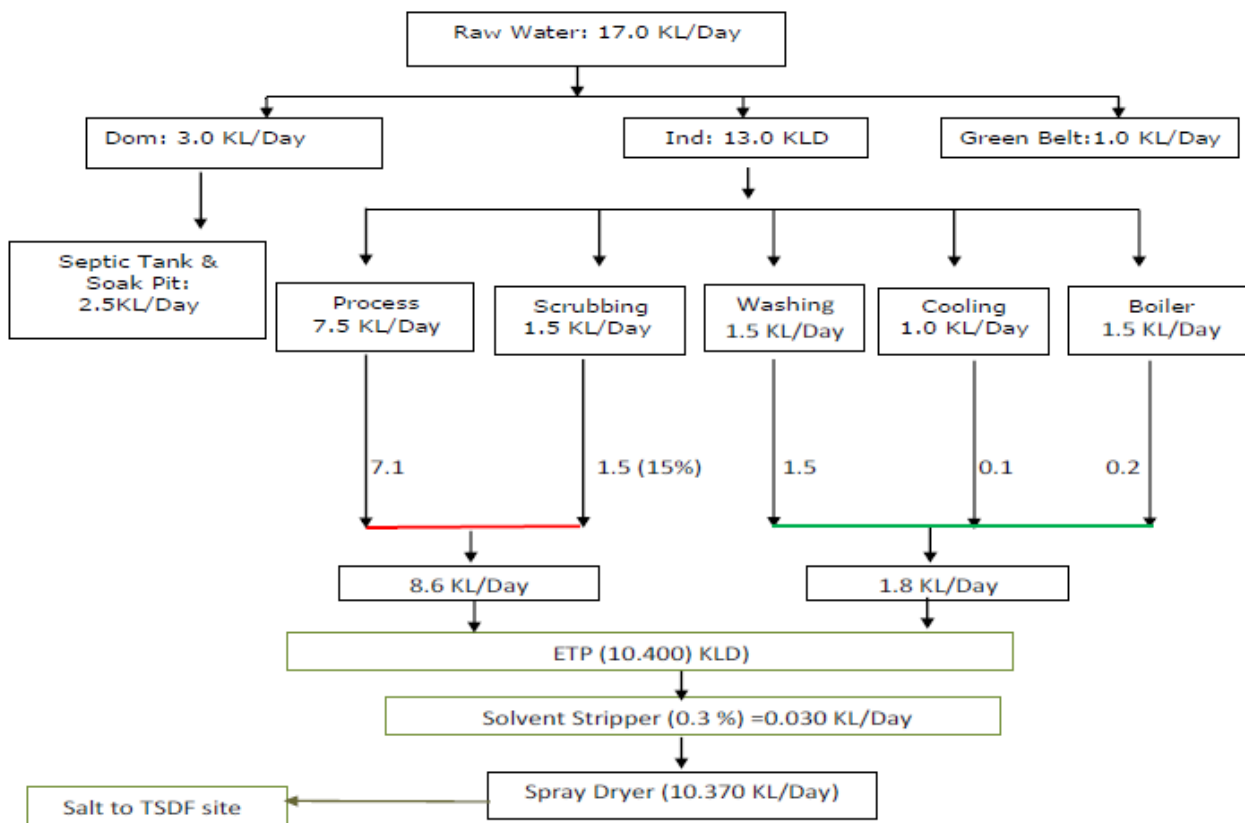 Raw Water: 17.0 KL/Day
Dom: 3.0 KL/Day
Ind: 13.0 KLD
Green Belt:1.0 KL/Day
Septic Tank &
Soak Pit:
2.5KL/Day
Process
7.5 KL/Day
Scrubbing
1.5 KL/Day
Washing
1.5 KL/Day
Cooling
1.0 KL/Day
Boiler
1.5 KL/Day
7.1
1.5 (15%)
1.5
0.1
0.2
8.6 KL/Day
1.8 KL/Day
ETP (10.400) KLD)
Solvent Stripper (0.3 %) =0.030 KL/Day
Spray Dryer (10.370 KL/Day)
Salt to TSDF site